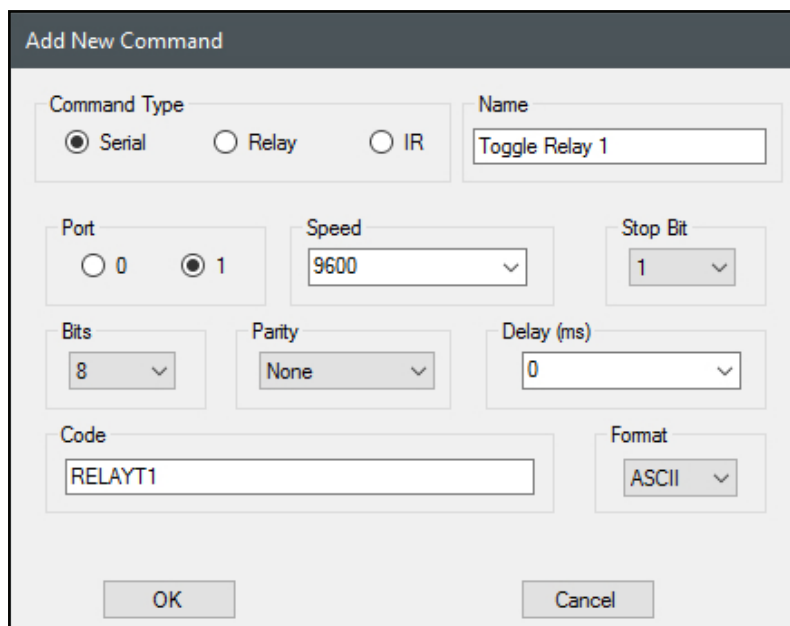 Add New Command
Command Type
Serial
Relay
IR
Name
Toggle Relay 1
Port
0
1
Speed
9600
Stop Bit
1
Bits
8
Parity
None
Delay (ms)
0
Code
RELAYT1
Format
ASCII
OK
Cancel